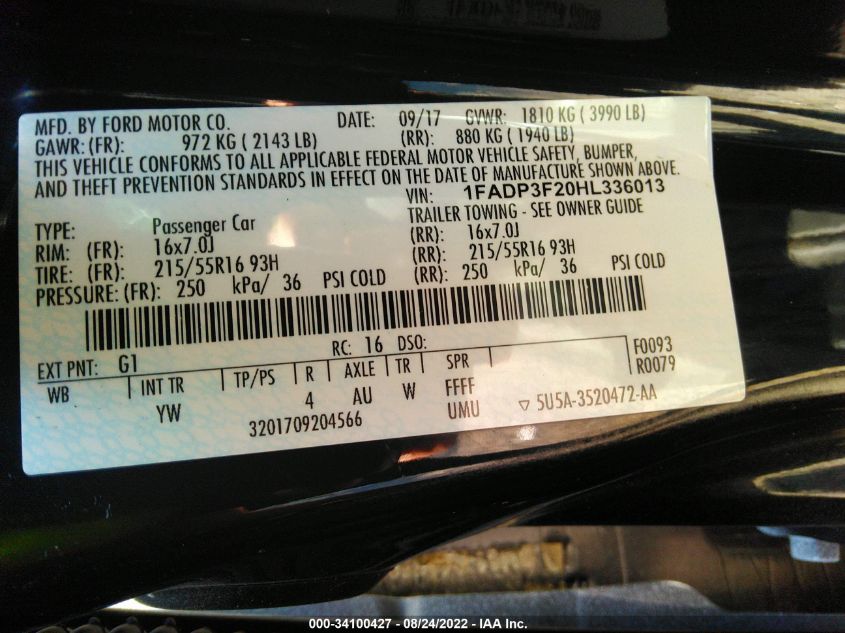 MFD. BY FORD MOTOR CO. DATE: 09/17 GVWR: 1810 KG ( 3990 LB)
GAWR: (FR): 972 KG ( 2143 LB) (RR): 880 KG ( 1940 LB)
THIS VEHICLE CONFORMS TO ALL APPLICABLE FEDERAL MOTOR VEHICLE SAFETY, BUMPER,
AND THEFT PREVENTION STANDARDS IN EFFECT ON THE DATE OF MANUFACTURE SHOWN ABOVE.
VIN: 1FADP3F20HL336013
TYPE: Passenger Car TRAILER TOWING - SEE OWNER GUIDE
RIM: (FR): 16x7.0J (RR): 16x7.0J
TIRE: (FR): 215/55R16 93H (RR): 215/55R16 93H
PRESSURE: (FR): 250 kPa/ 36 PSI COLD (RR): 250 kPa/ 36 PSI COLD
EXT PNT: G1 RC: 16 DSO: F0093
WB INT TR TP/PS R AXLE TR SPR R0079
YW 4 AU W FFFF
3201709204566 UMU ▽ 5U5A-3520472-AA
000-34100427 - 08/24/2022 - IAA Inc.